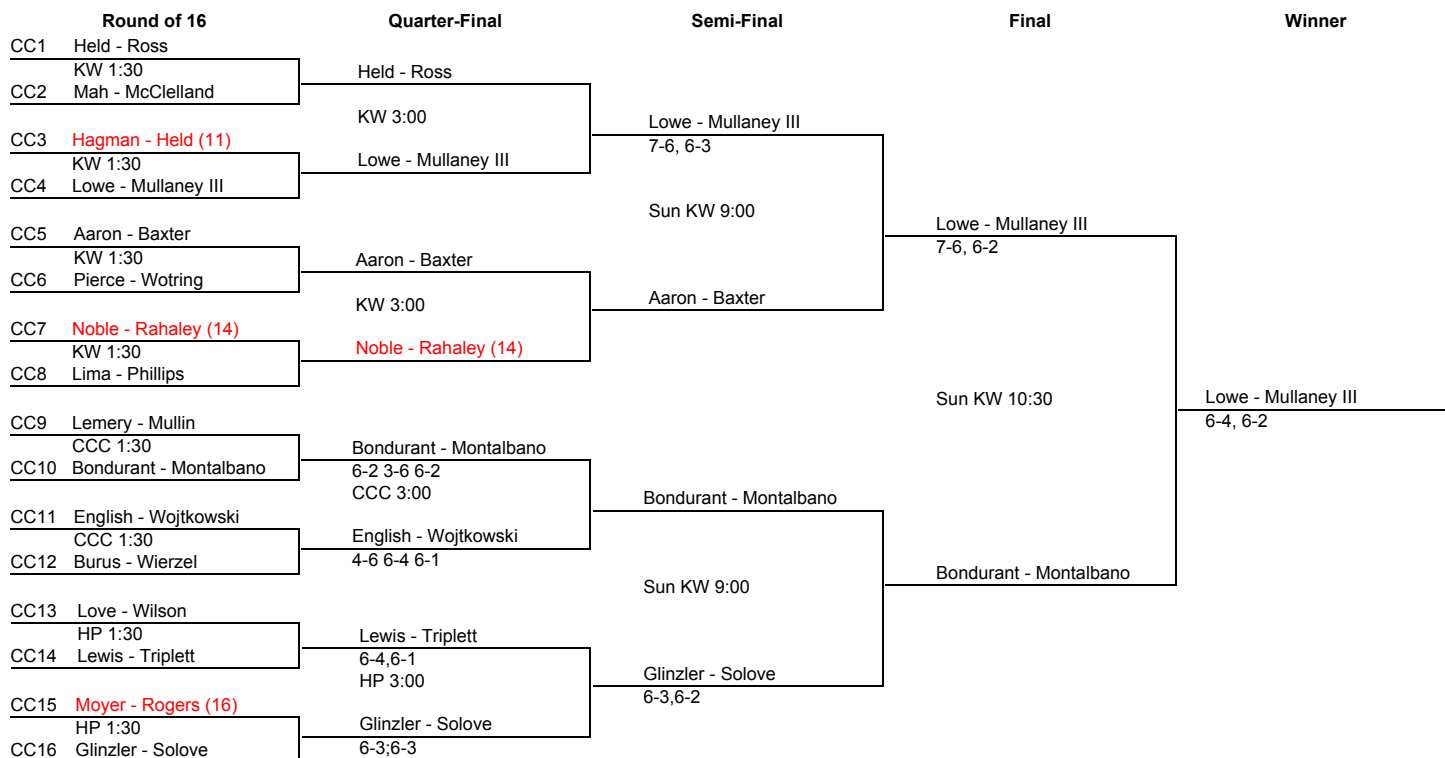 Round of 16 Quarter-Final Semi-Final Final Winner
CC1 Held - Ross
KW 1:30
CC2 Mah - McClelland
CC3 Hagman - Held (11)
KW 1:30
CC4 Lowe - Mullaney III
CC5 Aaron - Baxter
KW 1:30
CC6 Pierce - Wotring
CC7 Noble - Rahaley (14)
KW 1:30
CC8 Lima - Phillips
CC9 Lemery - Mullin
CCC 1:30
CC10 Bondurant - Montalbano
CC11 English - Wojtkowski
CCC 1:30
CC12 Burus - Wierzel
CC13 Love - Wilson
HP 1:30
CC14 Lewis - Triplett
CC15 Moyer - Rogers (16)
HP 1:30
CC16 Glinzler - Solove
Held - Ross
KW 3:00
Lowe - Mullaney III
Aaron - Baxter
KW 3:00
Noble - Rahaley (14)
Bondurant - Montalbano
6-2 3-6 6-2
CCC 3:00
English - Wojtkowski
4-6 6-4 6-1
Lewis - Triplett
6-4,6-1
HP 3:00
Glinzler - Solove
6-3;6-3
Lowe - Mullaney III
7-6, 6-3
Sun KW 9:00
Aaron - Baxter
Bondurant - Montalbano
Sun KW 9:00
Glinzler - Solove
6-3,6-2
Lowe - Mullaney III
7-6, 6-2
Sun KW 10:30
Bondurant - Montalbano
Lowe - Mullaney III
6-4, 6-2